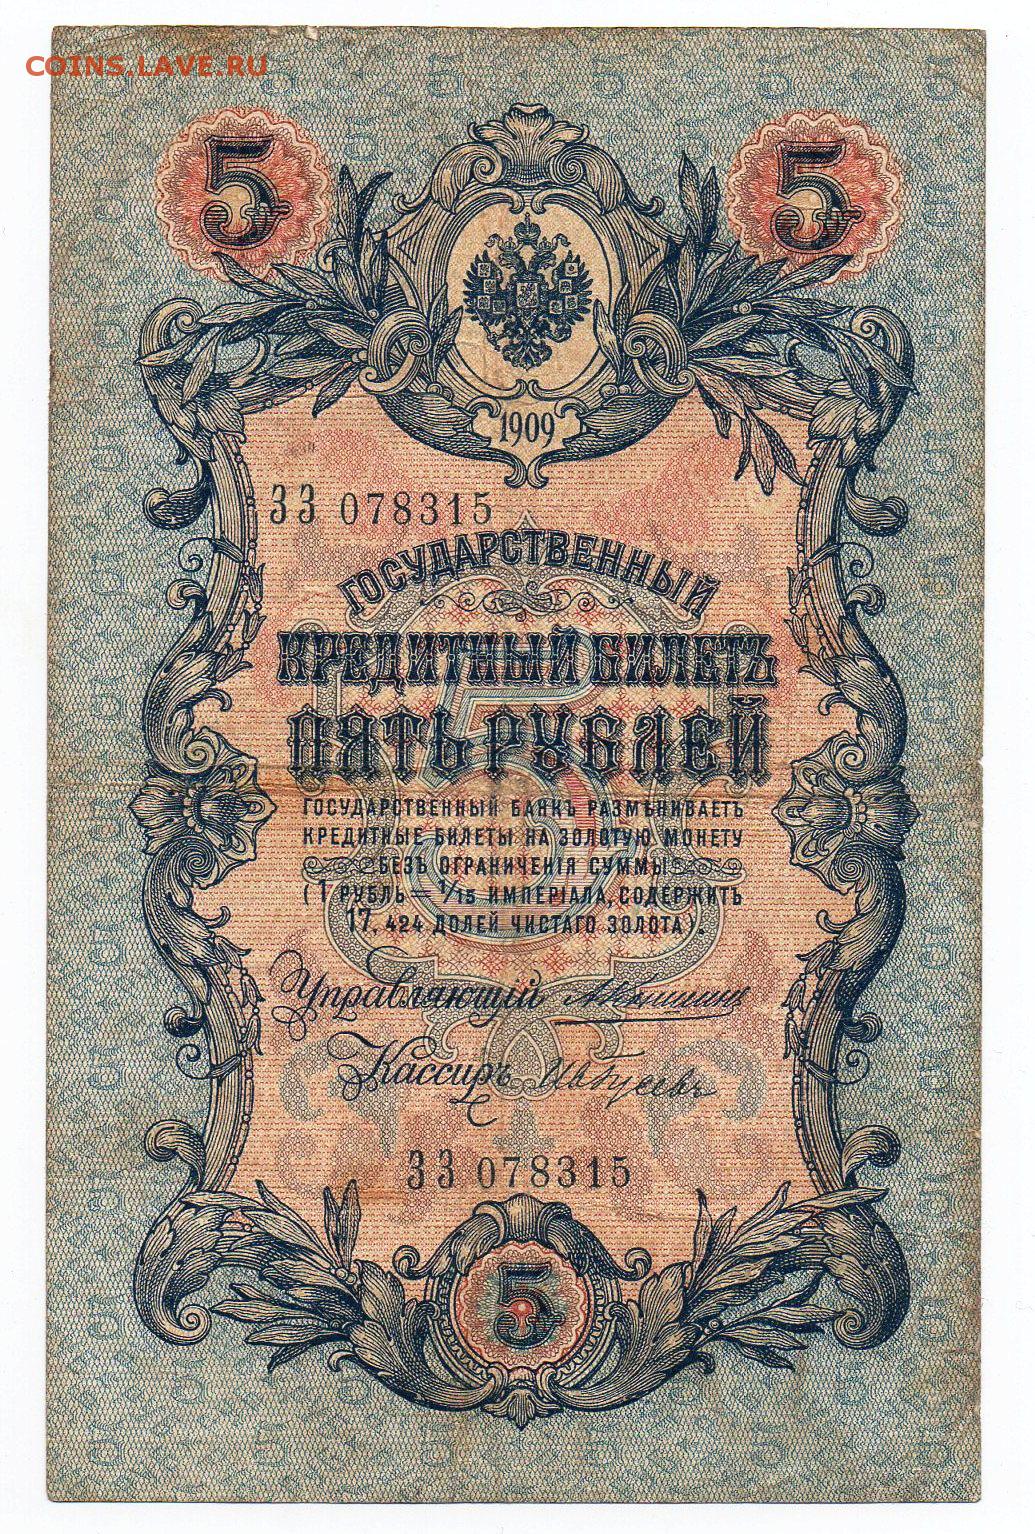 COINS.LAVE.RU
5 5
1909
ЗЗ 078315
ГОСУДАРСТВЕННЫЙ
КРЕДИТНЫЙ БИЛЕТЪ
ПЯТЬ РУБЛЕЙ
ГОСУДАРСТВЕННЫЙ БАНКЪ РАЗМѢНИВАЕТЪ
КРЕДИТНЫЕ БИЛЕТЫ НА ЗОЛОТУЮ МОНЕТУ
БЕЗЪ ОГРАНИЧЕНІЯ СУММЫ
(1 РУБЛЬ — 1/15 ИМПЕРІАЛА, СОДЕРЖИТЪ
17,424 ДОЛЕЙ ЧИСТАГО ЗОЛОТА).
Управляющій
Кассиръ
ЗЗ 078315
5